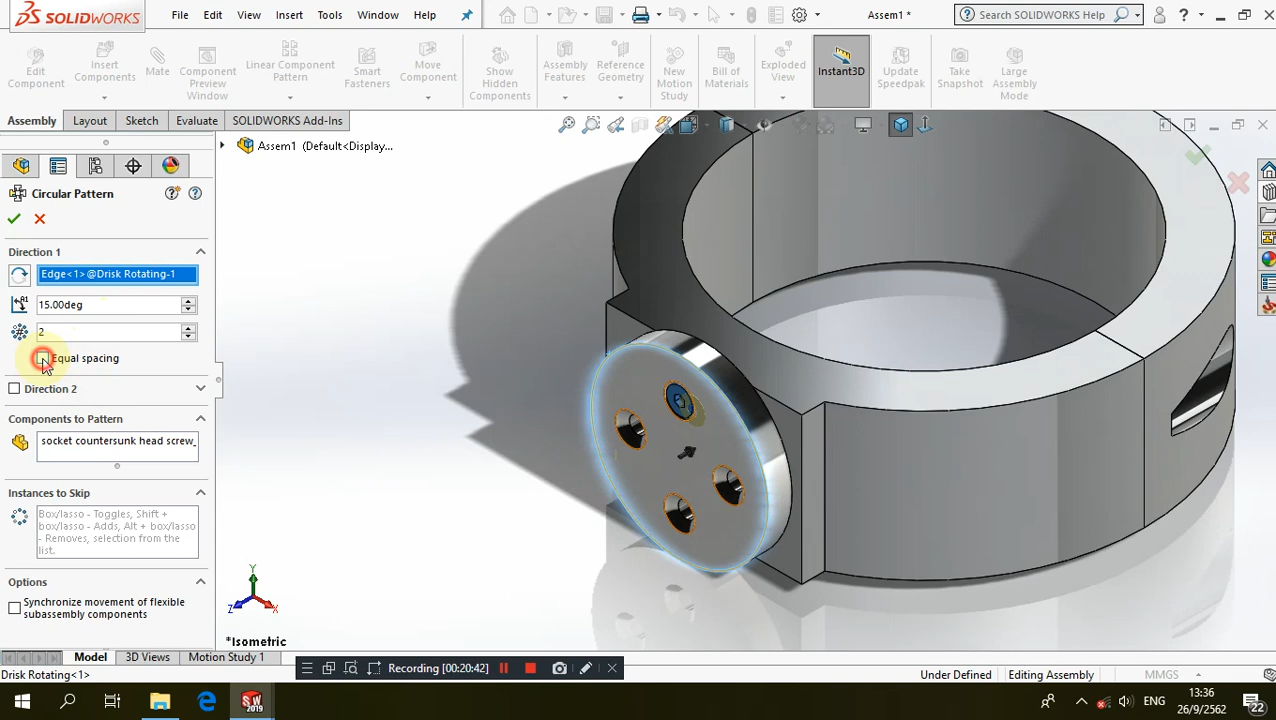 SOLIDWORKS File Edit View Insert Tools Window Help Assem1 * Search SOLIDWORKS Help ?
Edit Component
Insert Components
Mate
Component Preview Window
Linear Component Pattern
Smart Fasteners
Move Component
Show Hidden Components
Assembly Features
Reference Geometry
New Motion Study
Bill of Materials
Exploded View
Instant3D
Update Speedpak
Take Snapshot
Large Assembly Mode
Assembly Layout Sketch Evaluate SOLIDWORKS Add-Ins
Assem1 (Default<Display...
Circular Pattern
Direction 1
Edge<1> @Drisk Rotating-1
15.00deg
2
Equal spacing
Direction 2
Components to Pattern
socket countersunk head screw_
Instances to Skip
Box/lasso - Toggles, Shift +
box/lasso - Adds, Alt + box/lasso
- Removes, selection from the
list.
Options
Synchronize movement of flexible
subassembly components
Y
Z X
*Isometric
Model 3D Views Motion Study 1
Recording [00:20:42]
Drisk Rotating<1> Under Defined Editing Assembly MMGS
SW 2019
ENG
13:36
26/9/2562
22